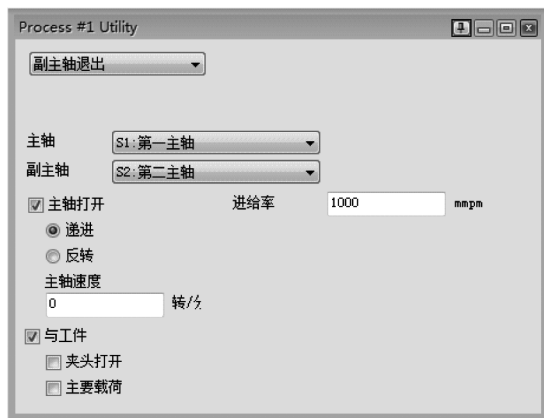 Process #1 Utility
副主轴退出
主轴 S1:第一主轴
副主轴 S2:第二主轴
主轴打开 进给率 1000 mmpm
递进
反转
主轴速度
0 转/分
与工件
夹头打开
主要载荷